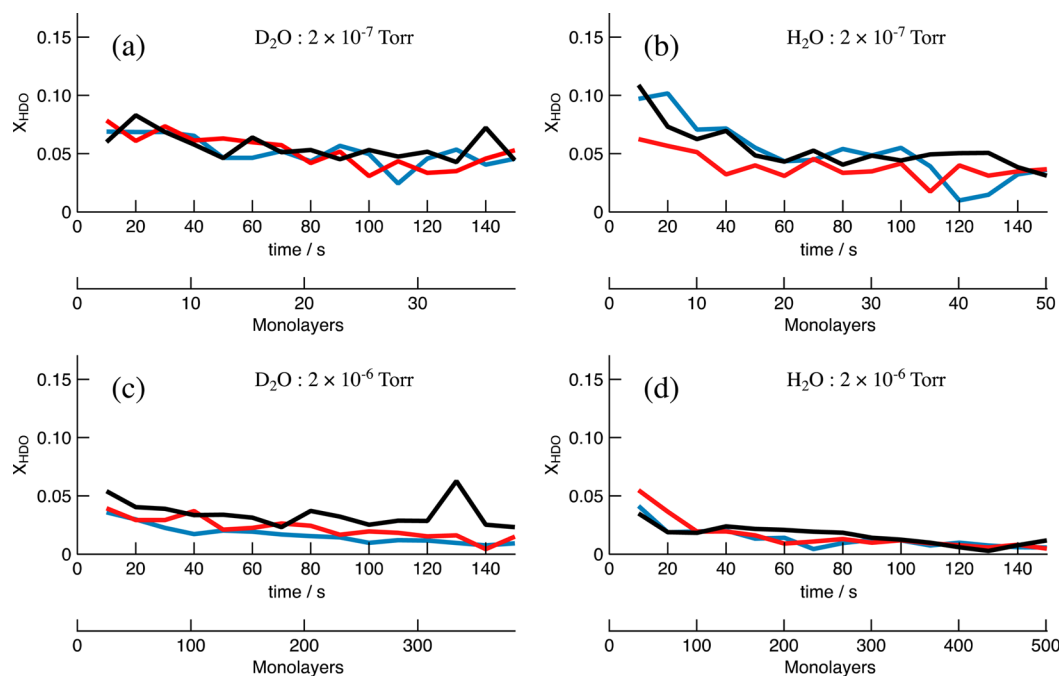 (a) D₂O : 2 × 10⁻⁷ Torr
X_HDO
0.15
0.10
0.05
0
0 20 40 60 80 100 120 140
time / s
0 10 20 30
Monolayers
(b) H₂O : 2 × 10⁻⁷ Torr
X_HDO
0.15
0.10
0.05
0
0 20 40 60 80 100 120 140
time / s
0 10 20 30 40 50
Monolayers
(c) D₂O : 2 × 10⁻⁶ Torr
X_HDO
0.15
0.10
0.05
0
0 20 40 60 80 100 120 140
time / s
0 100 200 300
Monolayers
(d) H₂O : 2 × 10⁻⁶ Torr
X_HDO
0.15
0.10
0.05
0
0 20 40 60 80 100 120 140
time / s
0 100 200 300 400 500
Monolayers